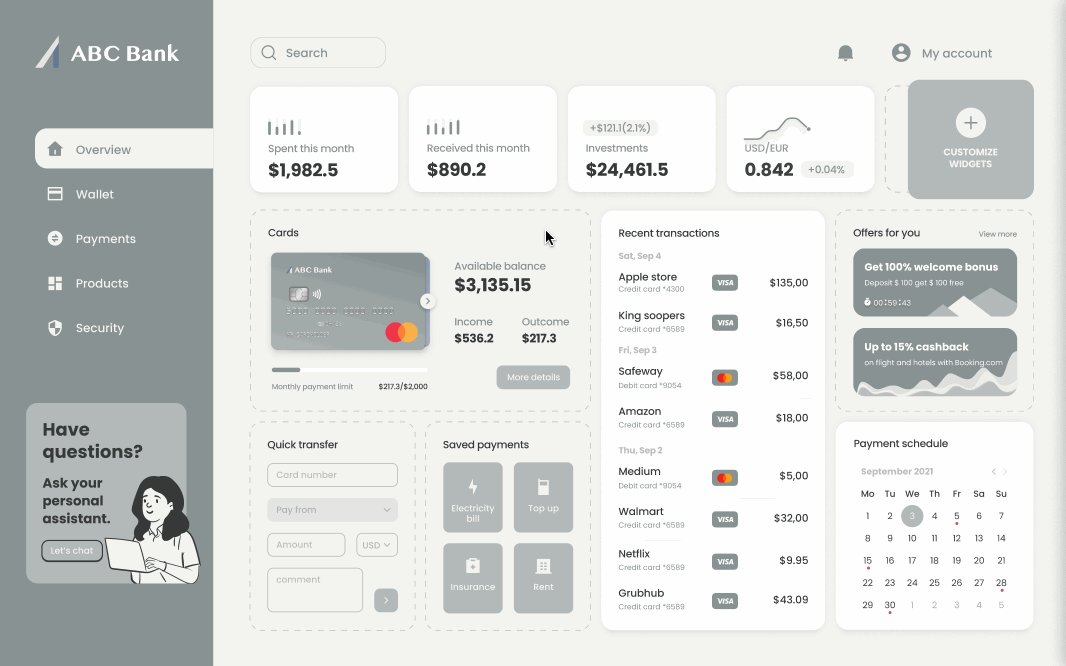 ABC Bank
Overview
Wallet
Payments
Products
Security
Have
questions?
Ask your
personal
assistant.
Let's chat
Search
My account
Spent this month
$1,982.5
Received this month
$890.2
+$121.1(2.1%)
Investments
$24,461.5
USD/EUR
0.842 +0.04%
CUSTOMIZE
WIDGETS
Cards
ABC Bank
Available balance
$3,135.15
Income Outcome
$536.2 $217.3
Monthly payment limit $217.3/$2,000
More details
Quick transfer
Card number
Pay from
Amount USD
comment
Saved payments
Electricity
bill
Top up
Insurance
Rent
Recent transactions
Sat, Sep 4
Apple store
Credit card *4300
VISA
$135,00
King soopers
Credit card *6589
VISA
$16,50
Fri, Sep 3
Safeway
Debit card *9054
$58,00
Amazon
Credit card *6589
VISA
$18,00
Thu, Sep 2
Medium
Debit card *9054
$5,00
Walmart
Credit card *6589
VISA
$32,00
Netflix
Credit card *6589
VISA
$9.95
Grubhub
Credit card *6589
VISA
$43.09
Offers for you View more
Get 100% welcome bonus
Deposit $ 100 get $ 100 free
00:59:43
Up to 15% cashback
on flight and hotels with Booking.com
Payment schedule
September 2021
Mo Tu We Th Fr Sa Su
1 2 3 4 5 6 7
8 9 10 11 12 13 14
15 16 17 18 19 20 21
22 23 24 25 26 27 28
29 30 1 2 3 4 5